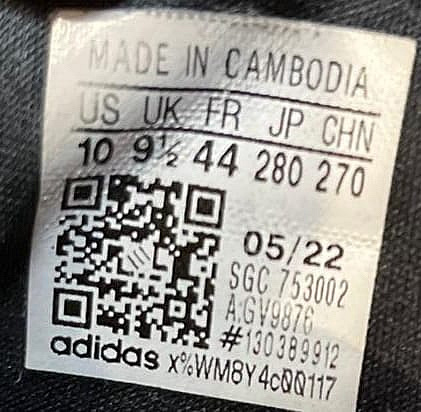 MADE IN CAMBODIA
US UK FR JP CHN
10 9½ 44 280 270
05/22
SGC 753002
A:GV9876
#130389912
adidas x%WM8Y4c00117